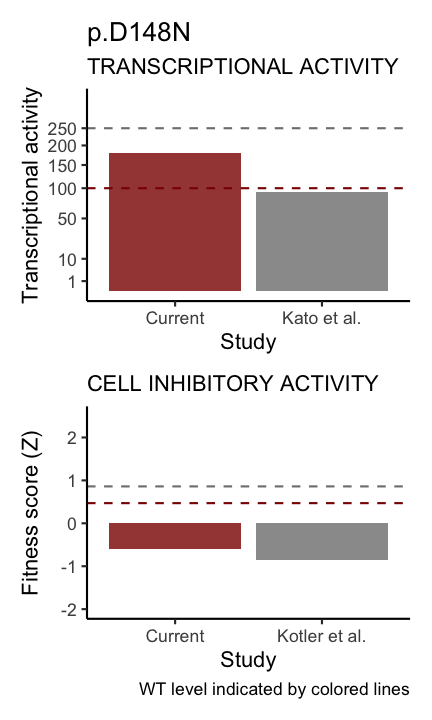 p.D148N
TRANSCRIPTIONAL ACTIVITY
Transcriptional activity
250
200
150
100
50
10
1
Current
Kato et al.
Study
CELL INHIBITORY ACTIVITY
Fitness score (Z)
2
1
0
-1
-2
Current
Kotler et al.
Study
WT level indicated by colored lines